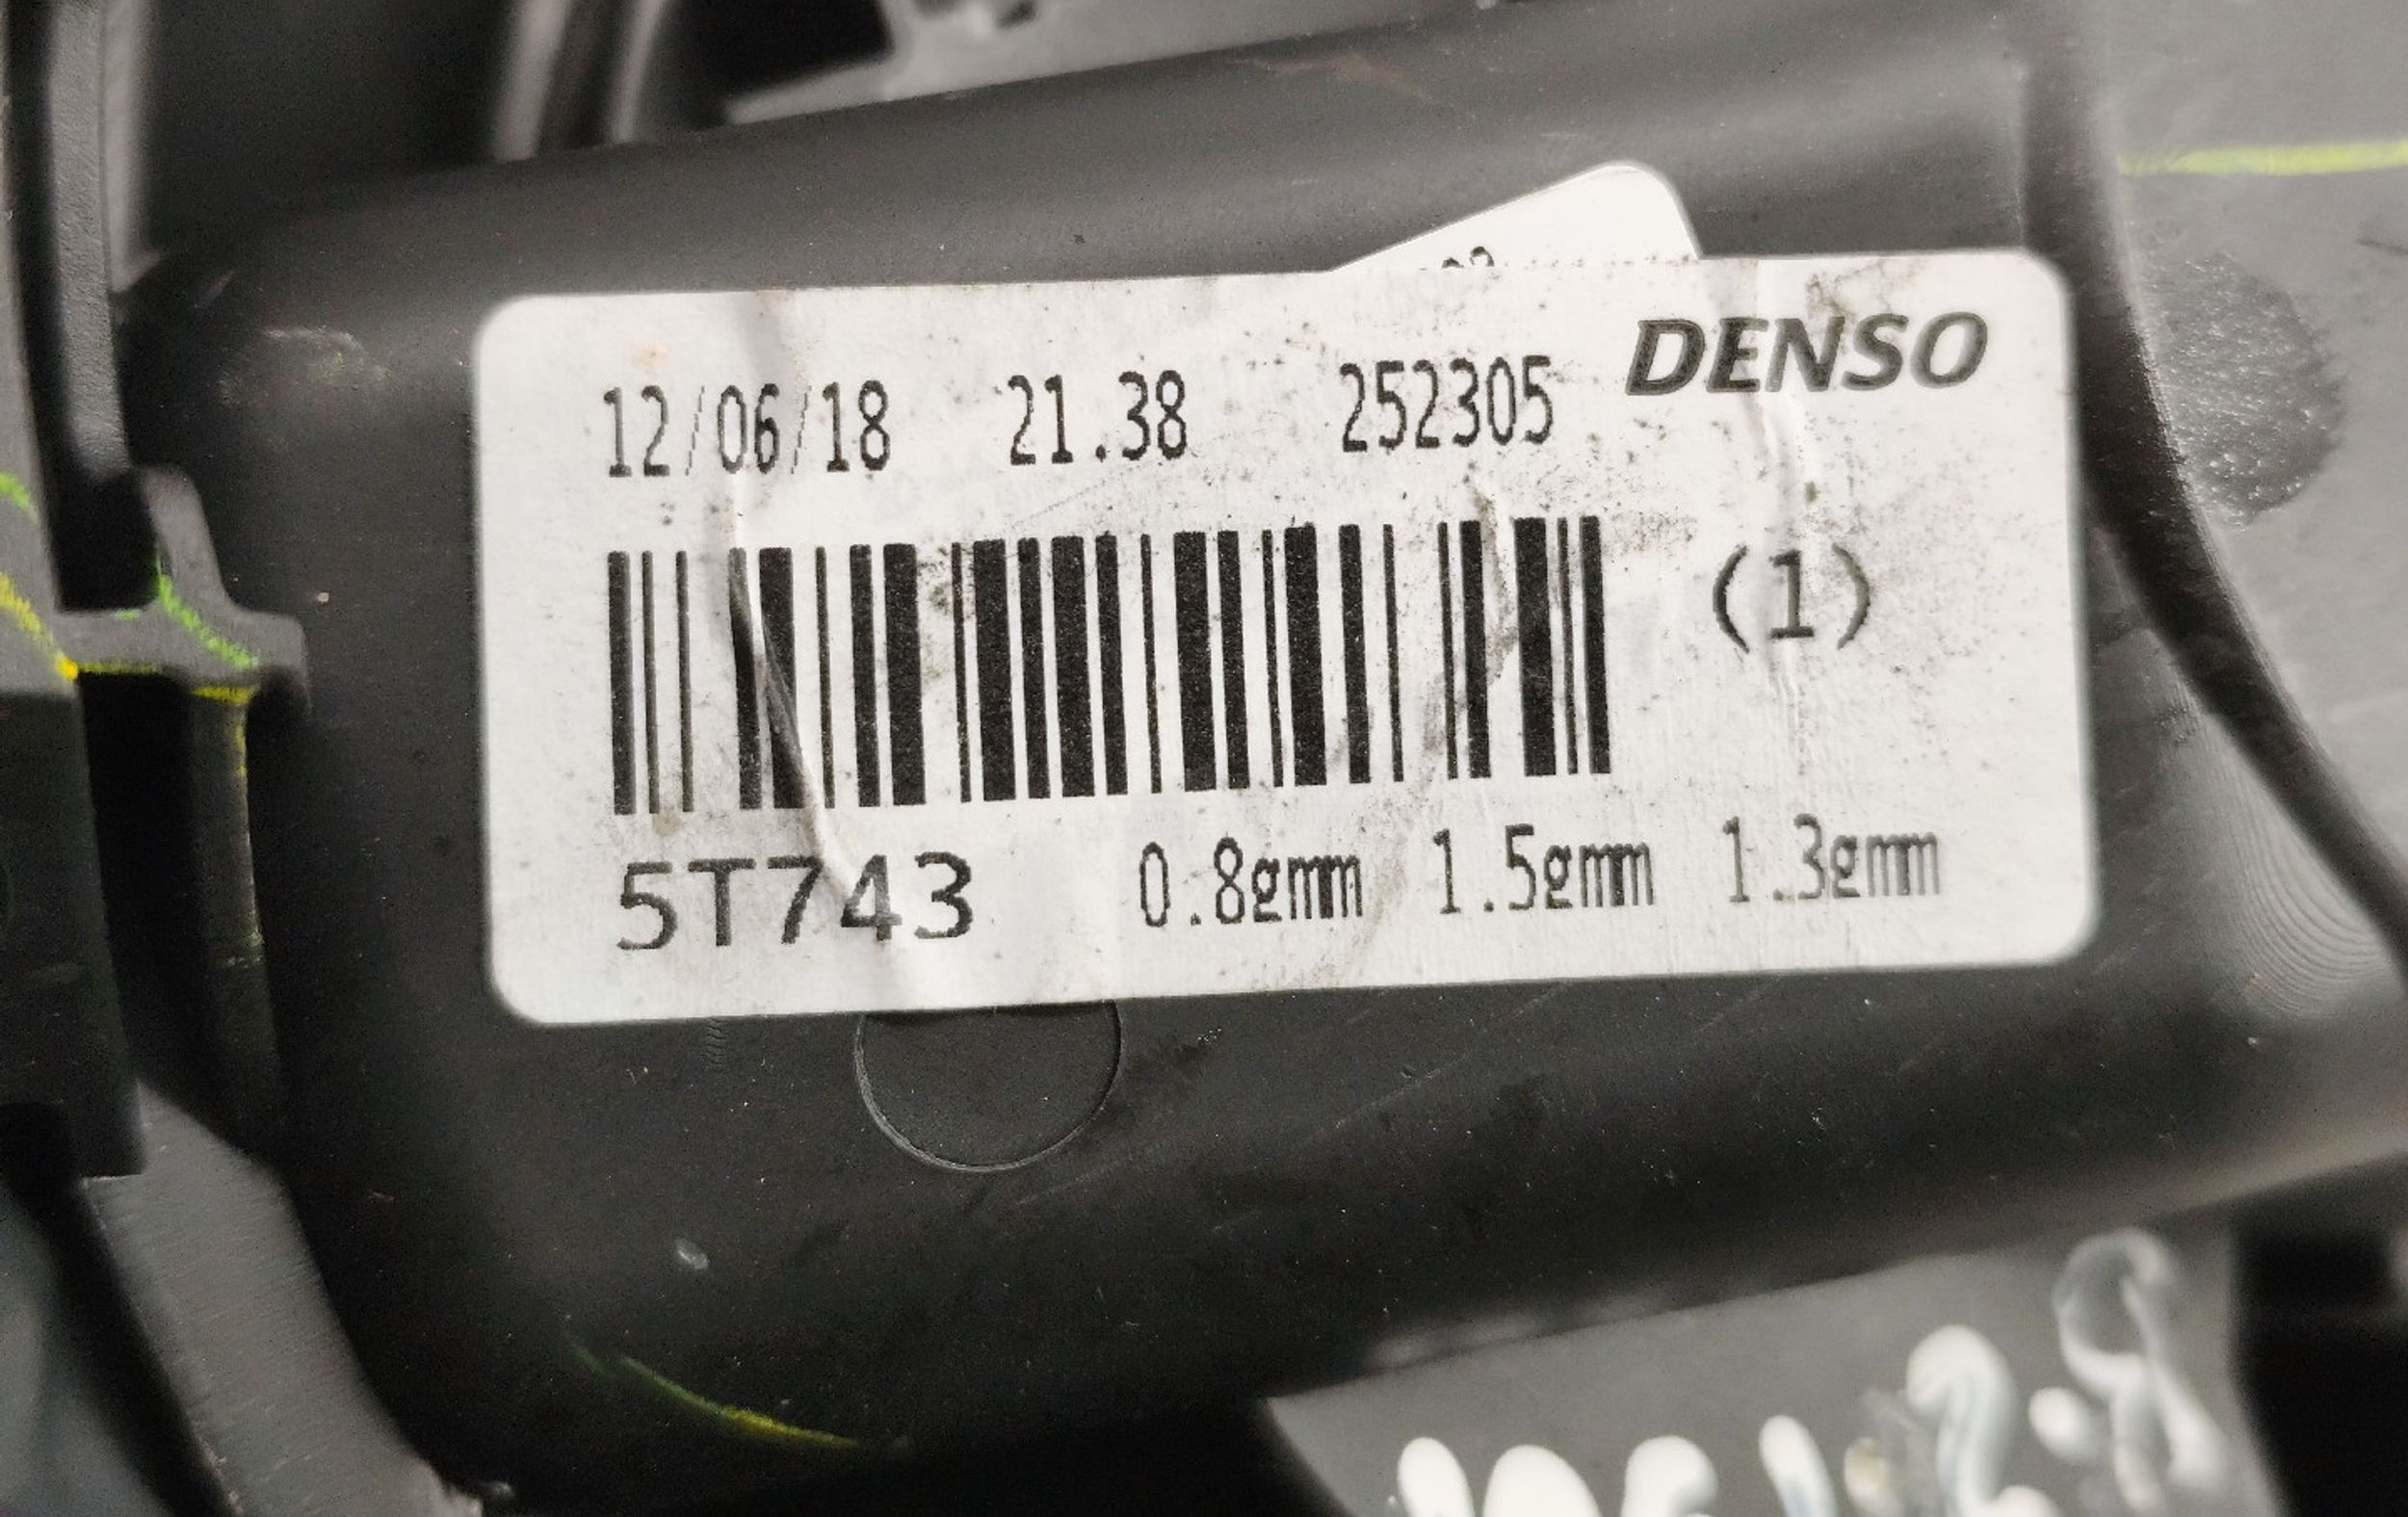 12/06/18 21.38 252305 DENSO
(1)
5T743 0.8gmm 1.5gmm 1.3gmm